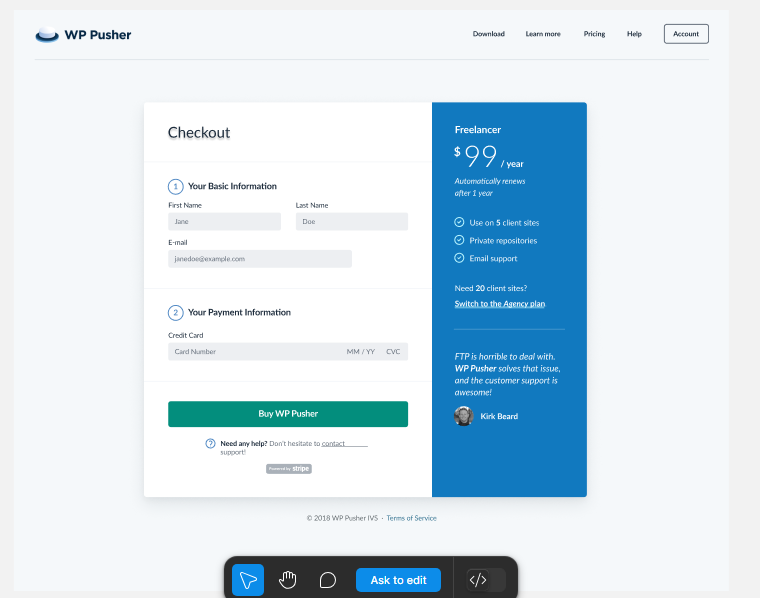 WP Pusher
Download
Learn more
Pricing
Help
Account
Checkout
1 Your Basic Information
First Name
Last Name
Jane
Doe
E-mail
janedoe@example.com
2 Your Payment Information
Credit Card
Card Number
MM / YY
CVC
Buy WP Pusher
? Need any help? Don't hesitate to contact
support!
Powered by stripe
Freelancer
$ 99 / year
Automatically renews
after 1 year
Use on 5 client sites
Private repositories
Email support
Need 20 client sites?
Switch to the Agency plan
FTP is horrible to deal with.
WP Pusher solves that issue,
and the customer support is
awesome!
Kirk Beard
© 2018 WP Pusher IVS · Terms of Service
Ask to edit